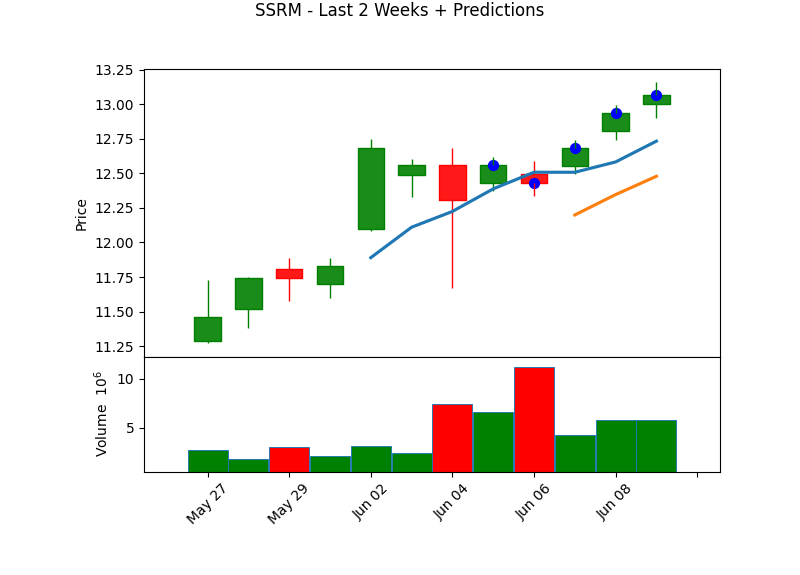 SSRM - Last 2 Weeks + Predictions
13.25
13.00
12.75
12.50
12.25
12.00
11.75
11.50
11.25
Price
10
5
Volume 10^6
May 27
May 29
Jun 02
Jun 04
Jun 06
Jun 08